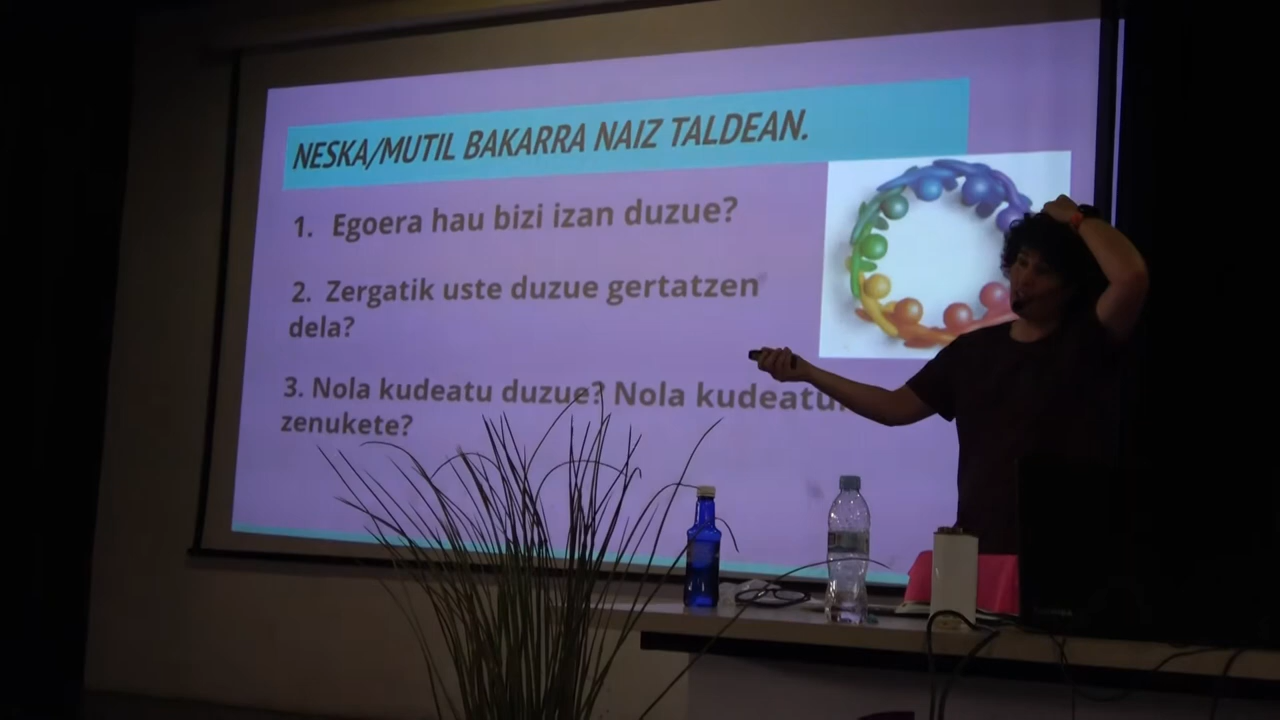 NESKA/MUTIL BAKARRA NAIZ TALDEAN.
1. Egoera hau bizi izan duzue?
2. Zergatik uste duzue gertatzen
dela?
3. Nola kudeatu duzue? Nola kudeatu
zenukete?